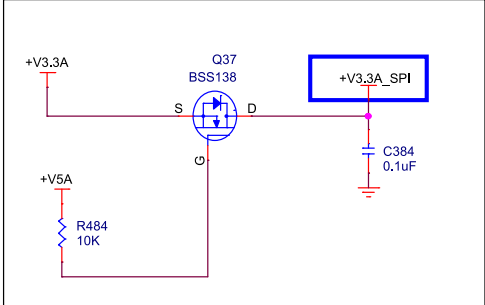 Q37
BSS138
+V3.3A
+V3.3A_SPI
S
D
G
C384
0.1uF
+V5A
R484
10K